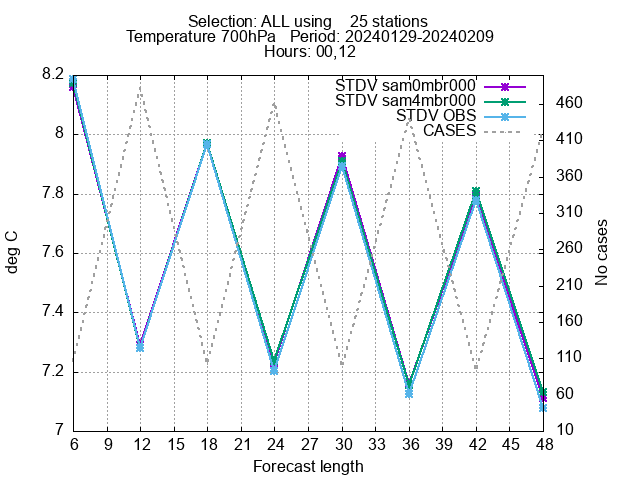 Selection: ALL using    25 stations
Temperature 700hPa   Period: 20240129-20240209
Hours: 00,12
STDV sam0mbr000
STDV sam4mbr000
STDV OBS
CASES
8.2
8
7.8
7.6
7.4
7.2
7
deg C
460
410
360
310
260
210
160
110
60
10
No cases
6 9 12 15 18 21 24 27 30 33 36 39 42 45 48
Forecast length